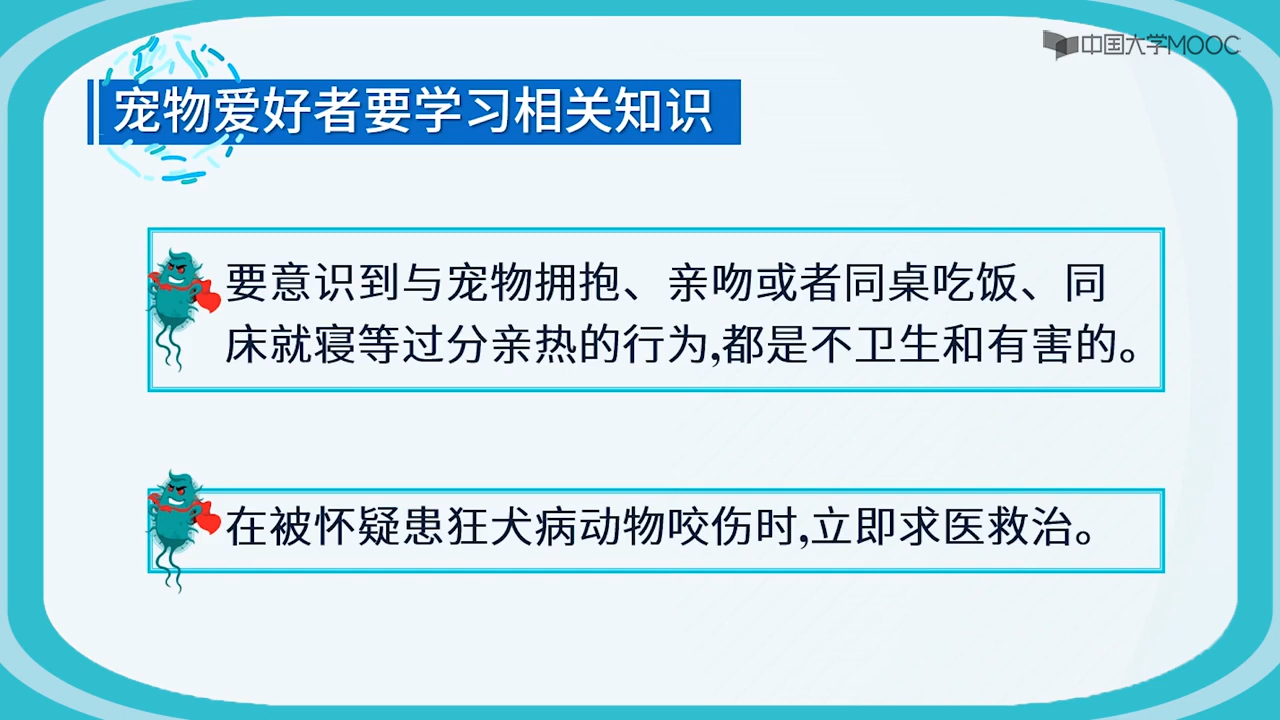 中国大学MOOC
宠物爱好者要学习相关知识
要意识到与宠物拥抱、亲吻或者同桌吃饭、同
床就寝等过分亲热的行为,都是不卫生和有害的。
在被怀疑患狂犬病动物咬伤时,立即求医救治。